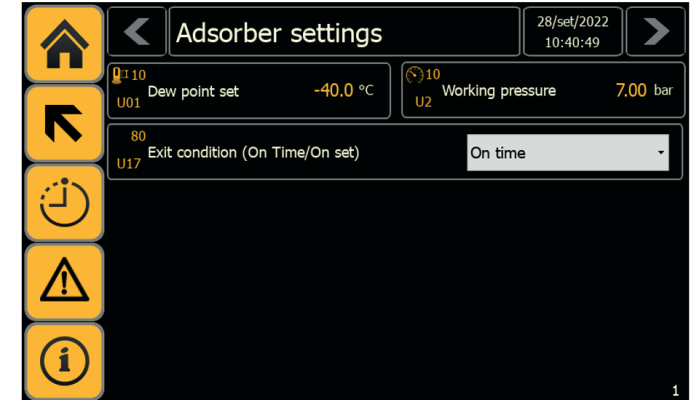 Adsorber settings
28/set/2022
10:40:49
10
U01 Dew point set -40.0 °C
10
U2 Working pressure 7.00 bar
80
U17 Exit condition (On Time/On set) On time
i
1